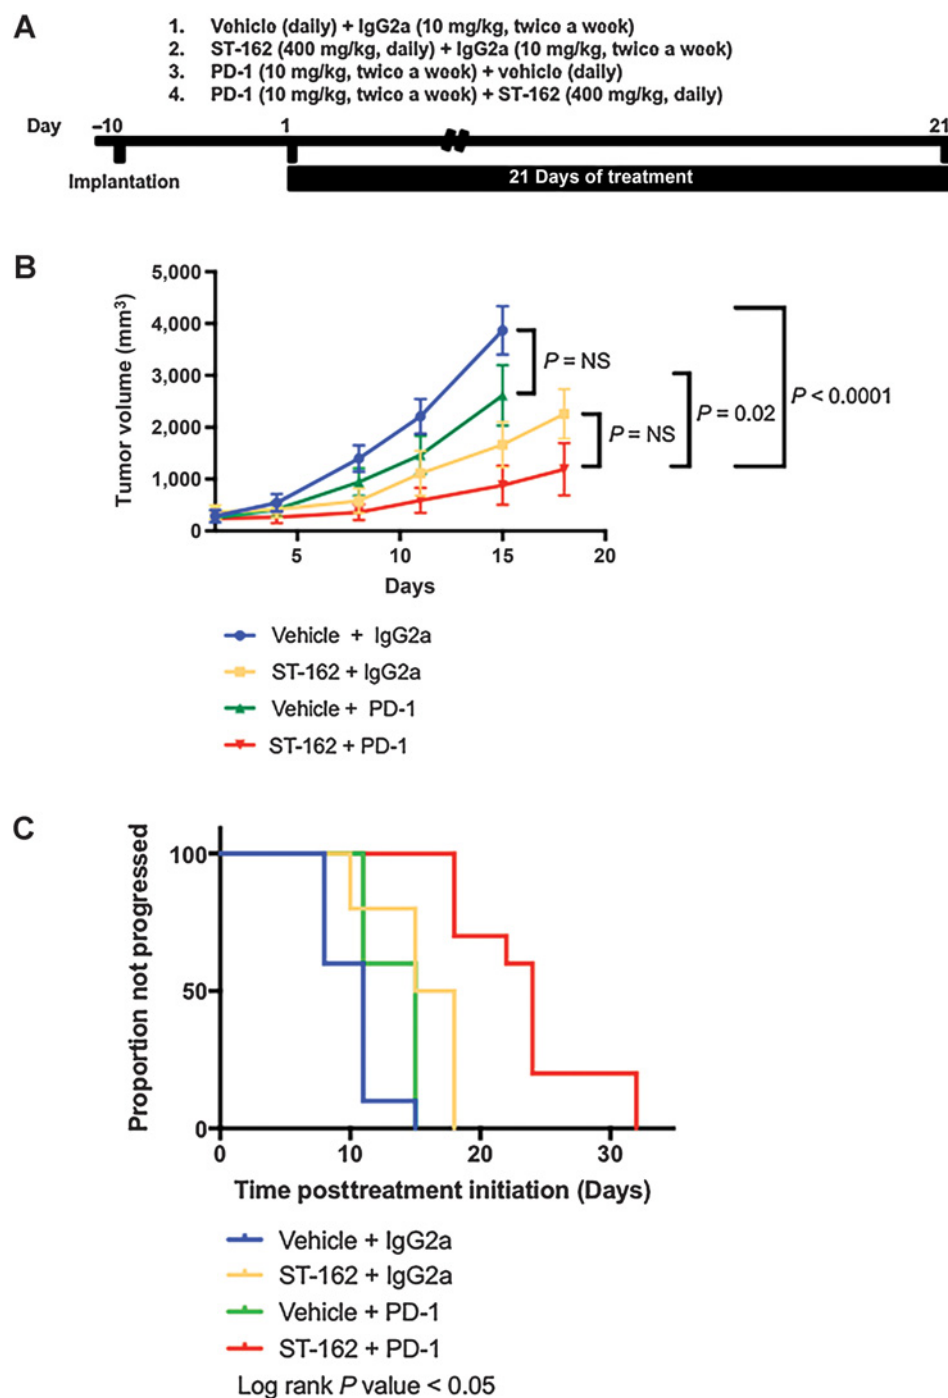 A
1. Vehicle (daily) + IgG2a (10 mg/kg, twice a week)
2. ST-162 (400 mg/kg, daily) + IgG2a (10 mg/kg, twice a week)
3. PD-1 (10 mg/kg, twice a week) + vehicle (daily)
4. PD-1 (10 mg/kg, twice a week) + ST-162 (400 mg/kg, daily)
Day –10 1 21
Implantation
21 Days of treatment
B
Tumor volume (mm³)
5,000
4,000
3,000
2,000
1,000
0
5 10 15 20
Days
P = NS
P = NS
P = 0.02
P < 0.0001
Vehicle + IgG2a
ST-162 + IgG2a
Vehicle + PD-1
ST-162 + PD-1
C
Proportion not progressed
100
50
0
0 10 20 30
Time posttreatment initiation (Days)
Vehicle + IgG2a
ST-162 + IgG2a
Vehicle + PD-1
ST-162 + PD-1
Log rank P value < 0.05